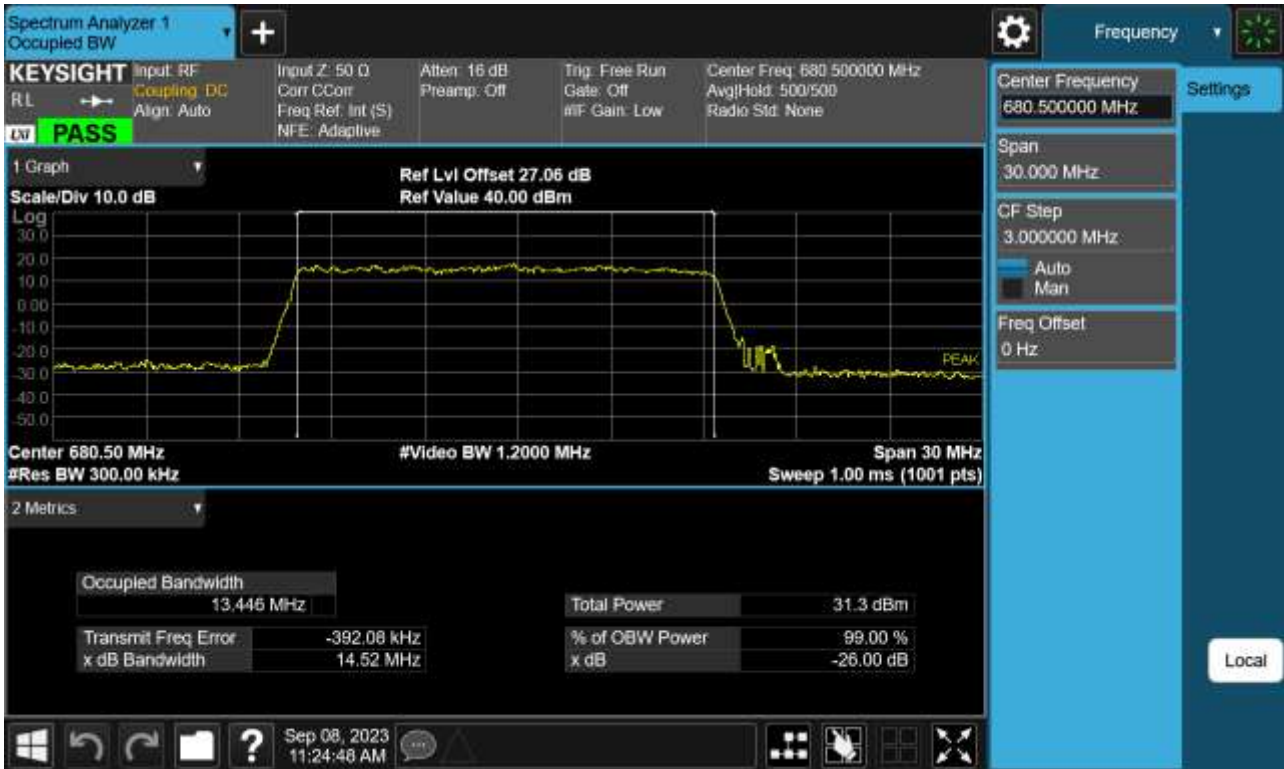 Spectrum Analyzer 1
Occupied BW
+
Frequency
KEYSIGHT
RL
LXI
PASS
Input: RF
Coupling: DC
Align: Auto
Input Z: 50 Ω
Corr CCorr
Freq Ref: Int (S)
NFE: Adaptive
Atten: 16 dB
Preamp: Off
Trig: Free Run
Gate: Off
#IF Gain: Low
Center Freq: 680.500000 MHz
Avg|Hold: 500/500
Radio Std: None
Center Frequency
680.500000 MHz
Settings
Span
30.000 MHz
CF Step
3.000000 MHz
Auto
Man
Freq Offset
0 Hz
Local
1 Graph
Scale/Div 10.0 dB
Ref Lvl Offset 27.06 dB
Ref Value 40.00 dBm
Log
30.0
20.0
10.0
0.00
-10.0
-20.0
-30.0
-40.0
-50.0
PEAK
Center 680.50 MHz
#Video BW 1.2000 MHz
Span 30 MHz
#Res BW 300.00 kHz
Sweep 1.00 ms (1001 pts)
2 Metrics
Occupied Bandwidth
13.446 MHz
Total Power 31.3 dBm
Transmit Freq Error -392.08 kHz
% of OBW Power 99.00 %
x dB Bandwidth 14.52 MHz
x dB -26.00 dB
?
Sep 08, 2023
11:24:48 AM